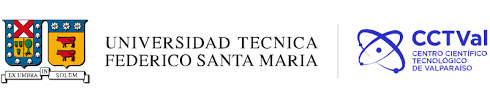 EX UMBRA IN SOLEM
UNIVERSIDAD TECNICA
FEDERICO SANTA MARIA
CCTVal
CENTRO CIENTÍFICO
TECNOLÓGICO
DE VALPARAÍSO